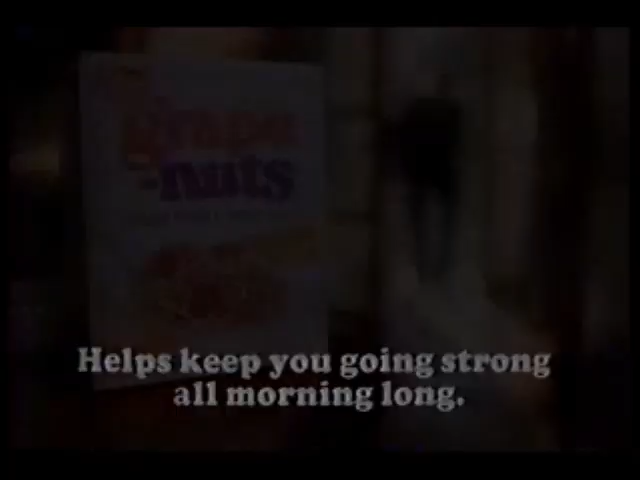 grape
-nuts
Helps keep you going strong
all morning long.